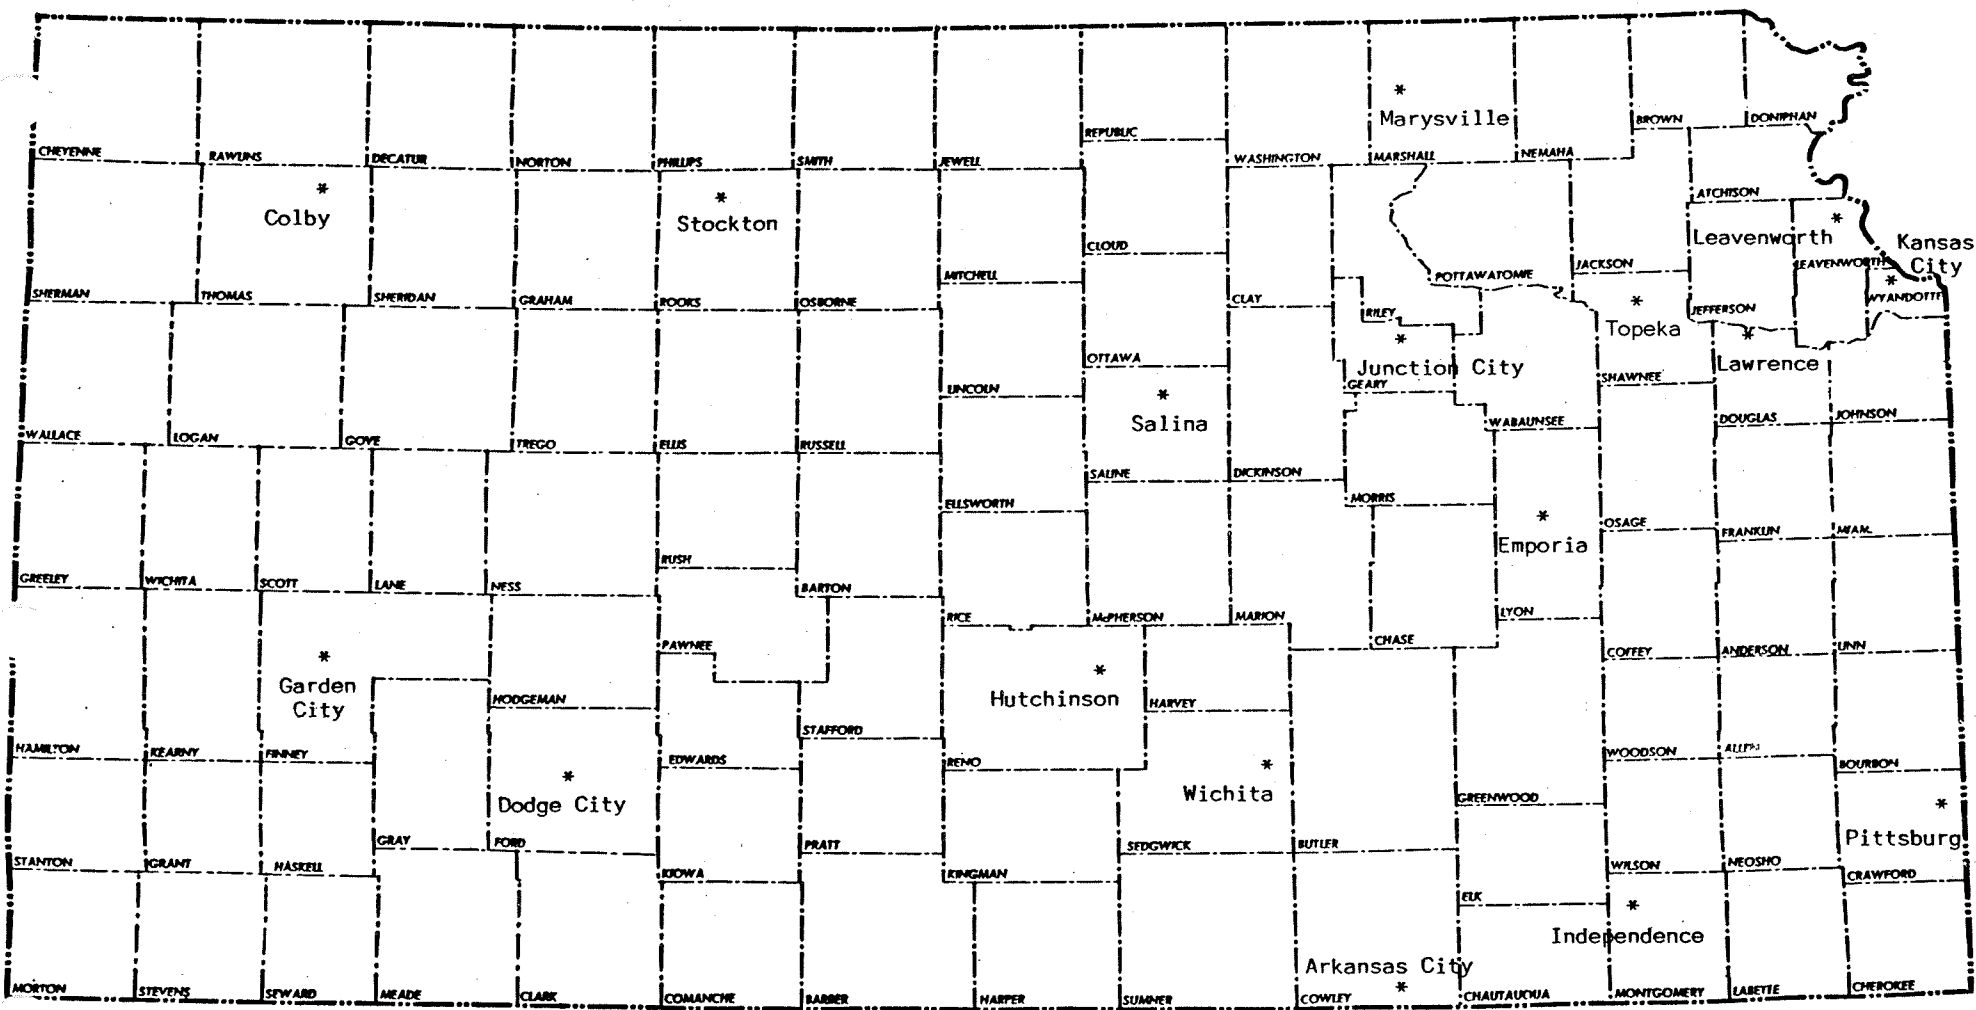 Marysville
REPUBLIC
BROWN
DONIPHAN
CHEYENNE
RAWLINS
DECATUR
NORTON
PHILLIPS
SMITH
JEWELL
WASHINGTON
MARSHALL
NEMAHA
*
Colby
*
Stockton
ATCHISON
*
Leavenworth
Kansas
City
CLOUD
MITCHELL
POTTAWATOMIE
JACKSON
LEAVENWORTH
*
WYANDOTTE
SHERMAN
THOMAS
SHERIDAN
GRAHAM
ROOKS
OSBORNE
CLAY
RILEY
*
Topeka
JEFFERSON
*
Junction City
*
Lawrence
OTTAWA
LINCOLN
GEARY
SHAWNEE
*
Salina
DOUGLAS
JOHNSON
WALLACE
LOGAN
GOVE
TREGO
ELLIS
RUSSELL
WABAUNSEE
SALINE
DICKINSON
ELLSWORTH
MORRIS
*
Emporia
OSAGE
FRANKLIN
MIAM
RUSH
GREELEY
WICHITA
SCOTT
LANE
NESS
BARTON
RICE
McPHERSON
MARION
LYON
PAWNEE
CHASE
COFFEY
ANDERSON
LINN
*
Garden
City
HODGEMAN
*
Hutchinson
HARVEY
STAFFORD
HAMILTON
KEARNY
FINNEY
EDWARDS
RENO
WOODSON
BOURBON
*
Dodge City
*
Wichita
GREENWOOD
*
Pittsburg
GRAY
FORD
PRATT
SEDGWICK
BUTLER
STANTON
GRANT
HASKELL
KIOWA
KINGMAN
WILSON
NEOSHO
CRAWFORD
ELK
*
Independence
Arkansas City
*
MORTON
STEVENS
SEWARD
MEADE
CLARK
COMANCHE
BARBER
HARPER
SUMNER
COWLEY
CHAUTAUQUA
MONTGOMERY
LABETTE
CHEROKEE